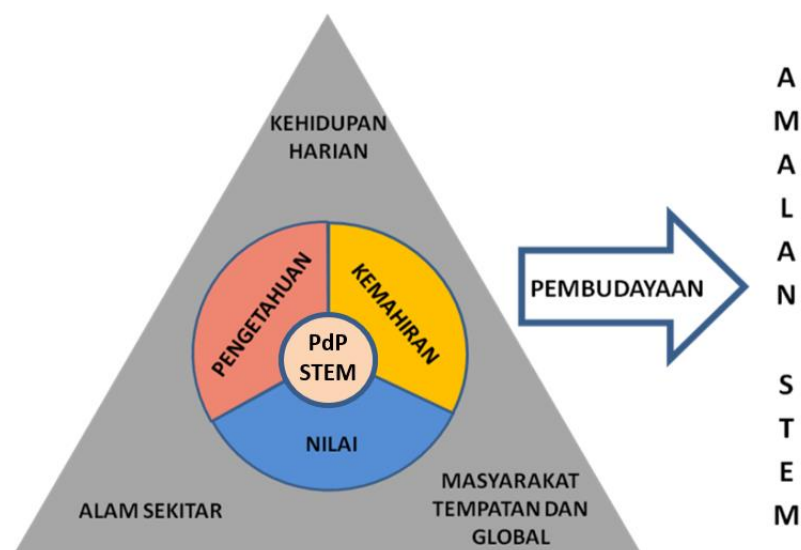 KEHIDUPAN
HARIAN
PENGETAHUAN
KEMAHIRAN
PdP
STEM
NILAI
ALAM SEKITAR
MASYARAKAT
TEMPATAN DAN
GLOBAL
PEMBUDAYAAN
A
M
A
L
A
N
S
T
E
M